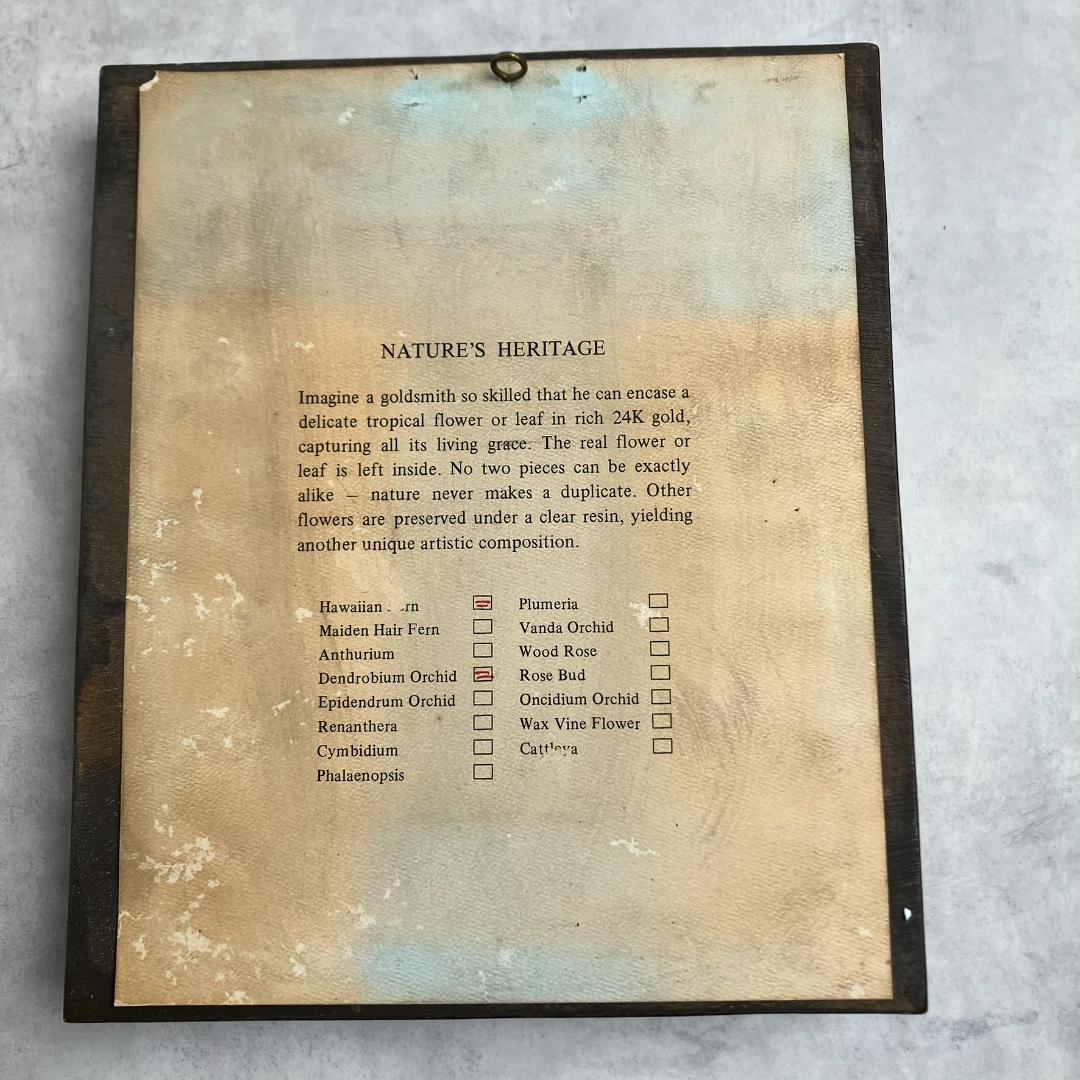 NATURE'S HERITAGE
Imagine a goldsmith so skilled that he can encase a
delicate tropical flower or leaf in rich 24K gold,
capturing all its living grace. The real flower or
leaf is left inside. No two pieces can be exactly
alike — nature never makes a duplicate. Other
flowers are preserved under a clear resin, yielding
another unique artistic composition.
Hawaiian
Maiden Hair Fern
Anthurium
Dendrobium Orchid
Epidendrum Orchid
Renanthera
Cymbidium
Phalaenopsis
Plumeria
Vanda Orchid
Wood Rose
Rose Bud
Oncidium Orchid
Wax Vine Flower
Cattleya